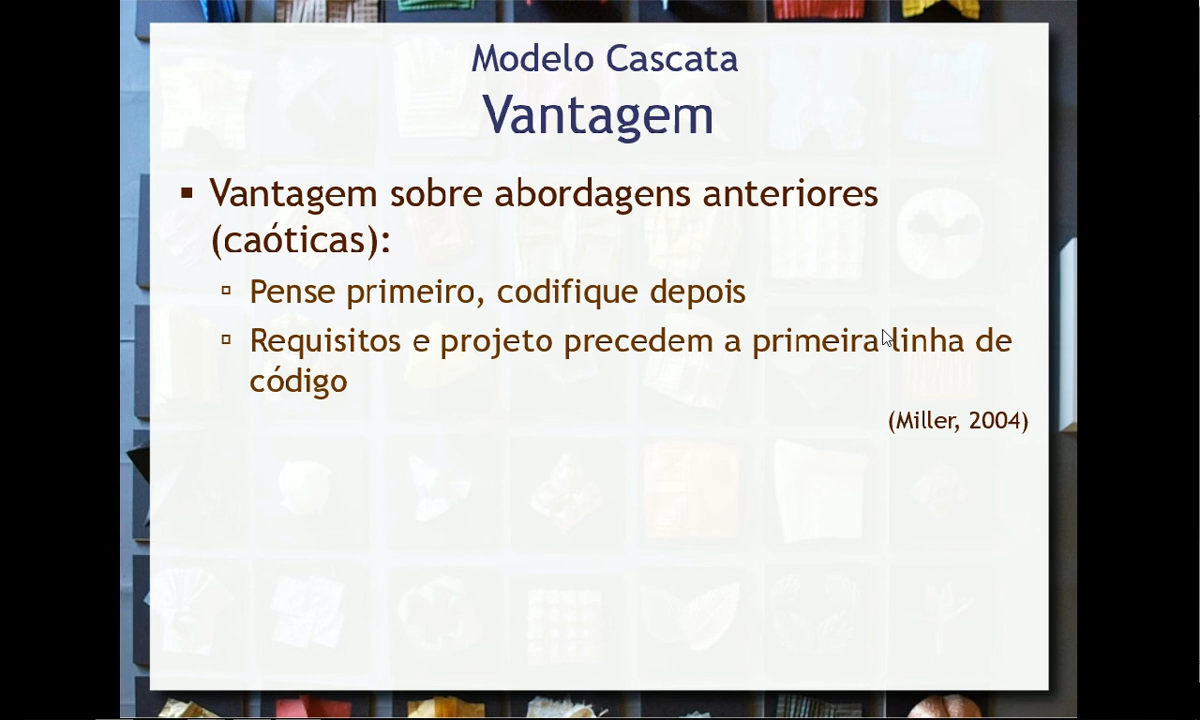 Modelo Cascata
Vantagem
▪ Vantagem sobre abordagens anteriores
(caóticas):
▫ Pense primeiro, codifique depois
▫ Requisitos e projeto precedem a primeira linha de
código
(Miller, 2004)